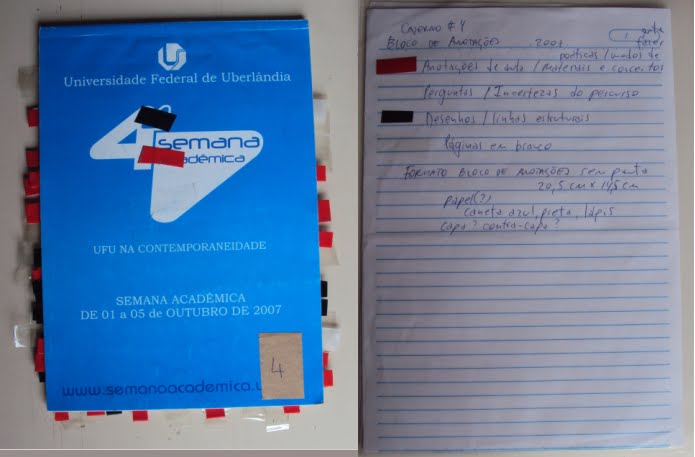 Universidade Federal de Uberlândia
4ª semana
acadêmica
UFU NA CONTEMPORANEIDADE
SEMANA ACADÊMICA
DE 01 a 05 de OUTUBRO DE 2007
4
www.semanaacademica.u
CADERNO #4
BLOCO DE ANOTAÇÕES 200
poéticas / modos de fazer
Anotações de aula / materiais e conceitos
Perguntas / Incertezas do percurso
Desenhos / linhas estruturais
Páginas em branco
FORMATO BLOCO DE ANOTAÇÕES sem pauta
20,5 cm x 14,5 cm
papel(?)
caneta azul, preta, lápis
capa? contra-capa?